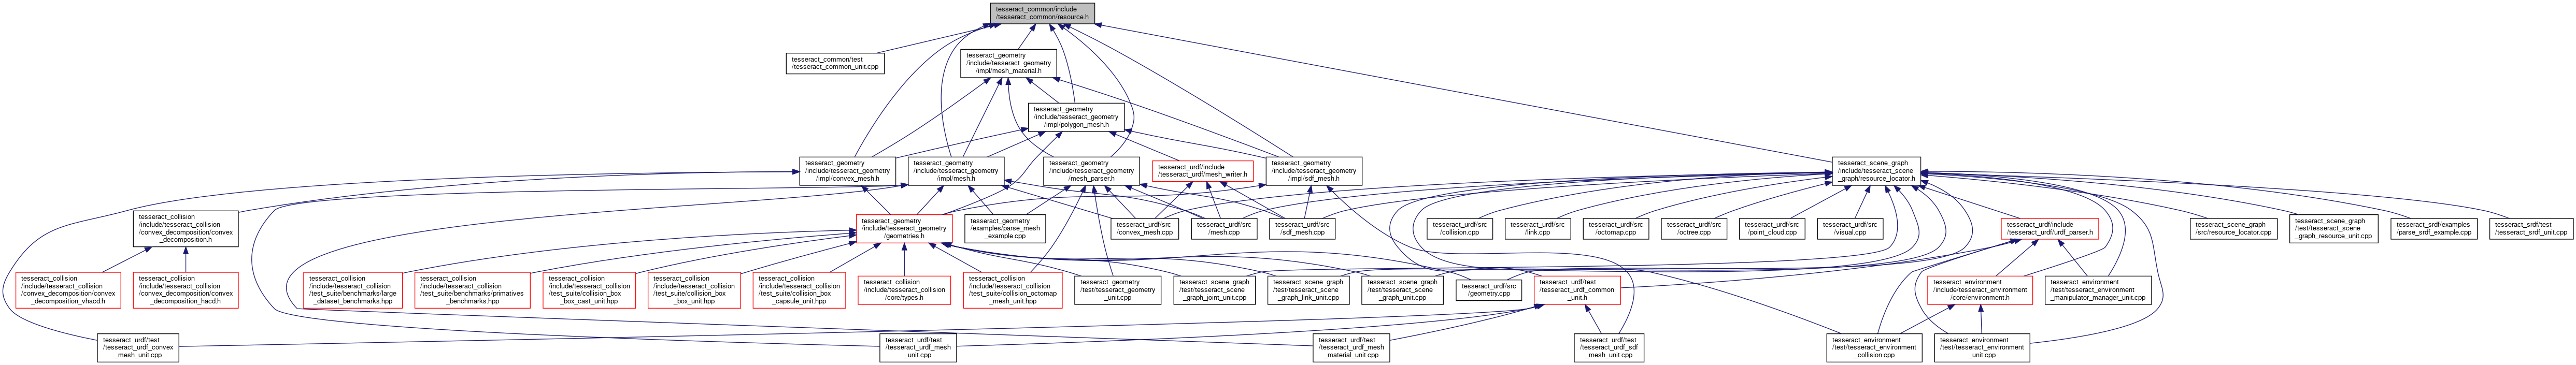 tesseract_common/include
/tesseract_common/resource.h
tesseract_common/test
/tesseract_common_unit.cpp
tesseract_geometry
/include/tesseract_geometry
/impl/mesh_material.h
tesseract_geometry
/include/tesseract_geometry
/impl/polygon_mesh.h
tesseract_geometry
/include/tesseract_geometry
/impl/convex_mesh.h
tesseract_geometry
/include/tesseract_geometry
/impl/mesh.h
tesseract_geometry
/include/tesseract_geometry
/mesh_parser.h
tesseract_urdf/include
/tesseract_urdf/mesh_writer.h
tesseract_geometry
/include/tesseract_geometry
/impl/sdf_mesh.h
tesseract_scene_graph
/include/tesseract_scene
_graph/resource_locator.h
tesseract_collision
/include/tesseract_collision
/convex_decomposition/convex
_decomposition.h
tesseract_geometry
/include/tesseract_geometry
/geometries.h
tesseract_geometry
/examples/parse_mesh
_example.cpp
tesseract_urdf/src
/convex_mesh.cpp
tesseract_urdf/src
/mesh.cpp
tesseract_urdf/src
/sdf_mesh.cpp
tesseract_urdf/src
/collision.cpp
tesseract_urdf/src
/link.cpp
tesseract_urdf/src
/octomap.cpp
tesseract_urdf/src
/octree.cpp
tesseract_urdf/src
/point_cloud.cpp
tesseract_urdf/src
/visual.cpp
tesseract_urdf/include
/tesseract_urdf/urdf_parser.h
tesseract_scene_graph
/src/resource_locator.cpp
tesseract_scene_graph
/test/tesseract_scene
_graph_resource_unit.cpp
tesseract_srdf/examples
/parse_srdf_example.cpp
tesseract_srdf/test
/tesseract_srdf_unit.cpp
tesseract_collision
/include/tesseract_collision
/convex_decomposition/convex
_decomposition_vhacd.h
tesseract_collision
/include/tesseract_collision
/convex_decomposition/convex
_decomposition_hacd.h
tesseract_collision
/include/tesseract_collision
/test_suite/benchmarks/large
_dataset_benchmarks.hpp
tesseract_collision
/include/tesseract_collision
/test_suite/benchmarks/primatives
_benchmarks.hpp
tesseract_collision
/include/tesseract_collision
/test_suite/collision_box
_box_cast_unit.hpp
tesseract_collision
/include/tesseract_collision
/test_suite/collision_box
_box_unit.hpp
tesseract_collision
/include/tesseract_collision
/test_suite/collision_box
_capsule_unit.hpp
tesseract_collision
/include/tesseract_collision
/core/types.h
tesseract_collision
/include/tesseract_collision
/test_suite/collision_octomap
_mesh_unit.hpp
tesseract_geometry
/test/tesseract_geometry
_unit.cpp
tesseract_scene_graph
/test/tesseract_scene
_graph_joint_unit.cpp
tesseract_scene_graph
/test/tesseract_scene
_graph_link_unit.cpp
tesseract_scene_graph
/test/tesseract_scene
_graph_unit.cpp
tesseract_urdf/src
/geometry.cpp
tesseract_urdf/test
/tesseract_urdf_common
_unit.h
tesseract_environment
/include/tesseract_environment
/core/environment.h
tesseract_environment
/test/tesseract_environment
_manipulator_manager_unit.cpp
tesseract_urdf/test
/tesseract_urdf_convex
_mesh_unit.cpp
tesseract_urdf/test
/tesseract_urdf_mesh
_unit.cpp
tesseract_urdf/test
/tesseract_urdf_mesh
_material_unit.cpp
tesseract_urdf/test
/tesseract_urdf_sdf
_mesh_unit.cpp
tesseract_environment
/test/tesseract_environment
_collision.cpp
tesseract_environment
/test/tesseract_environment
_unit.cpp